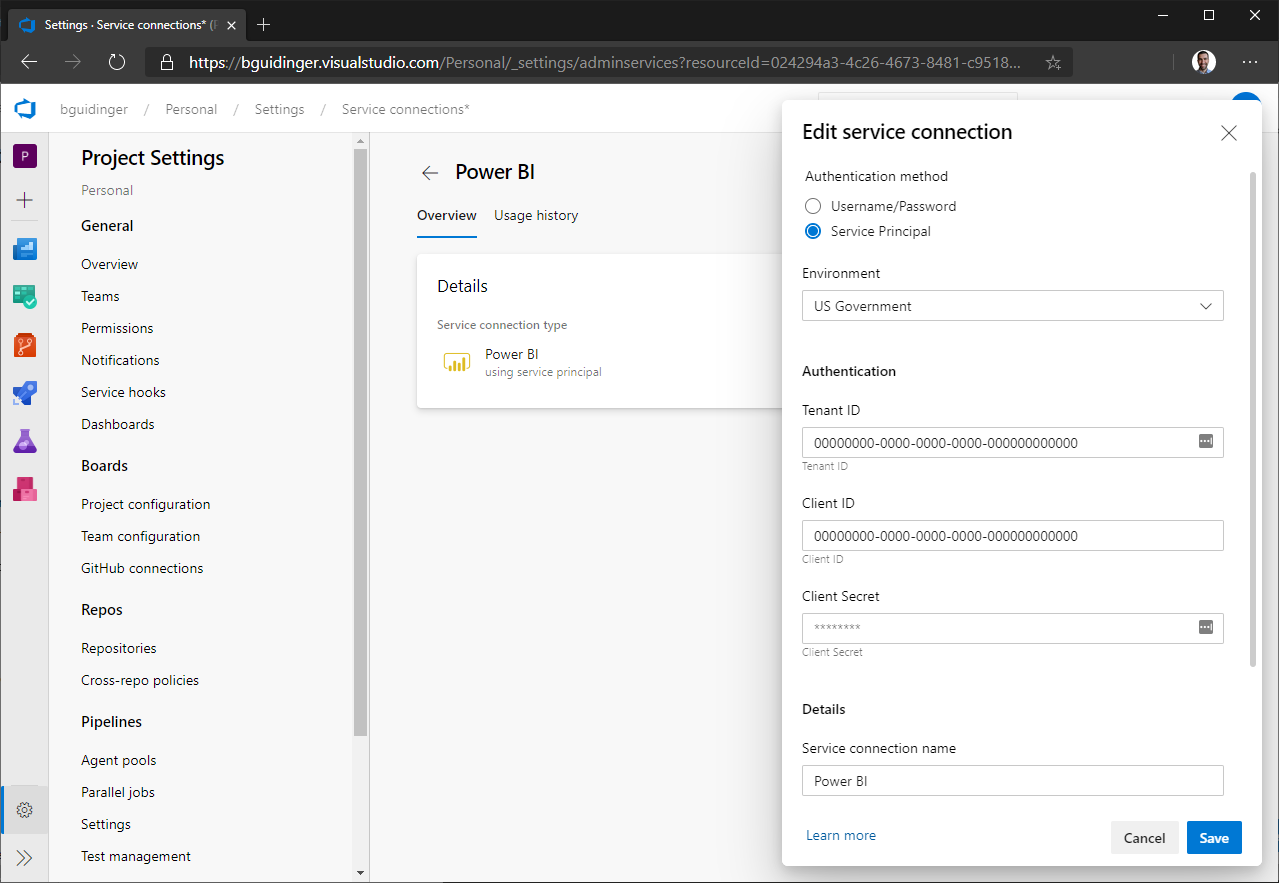 Settings · Service connections* (P
https://bguidinger.visualstudio.com/Personal/_settings/adminservices?resourceId=024294a3-4c26-4673-8481-c9518...
bguidinger / Personal / Settings / Service connections*
P
Project Settings
Personal
General
Overview
Teams
Permissions
Notifications
Service hooks
Dashboards
Boards
Project configuration
Team configuration
GitHub connections
Repos
Repositories
Cross-repo policies
Pipelines
Agent pools
Parallel jobs
Settings
Test management
Power BI
Overview
Usage history
Details
Service connection type
Power BI
using service principal
Edit service connection
Authentication method
Username/Password
Service Principal
Environment
US Government
Authentication
Tenant ID
00000000-0000-0000-0000-000000000000
Tenant ID
Client ID
00000000-0000-0000-0000-000000000000
Client ID
Client Secret
********
Client Secret
Details
Service connection name
Power BI
Learn more
Cancel
Save